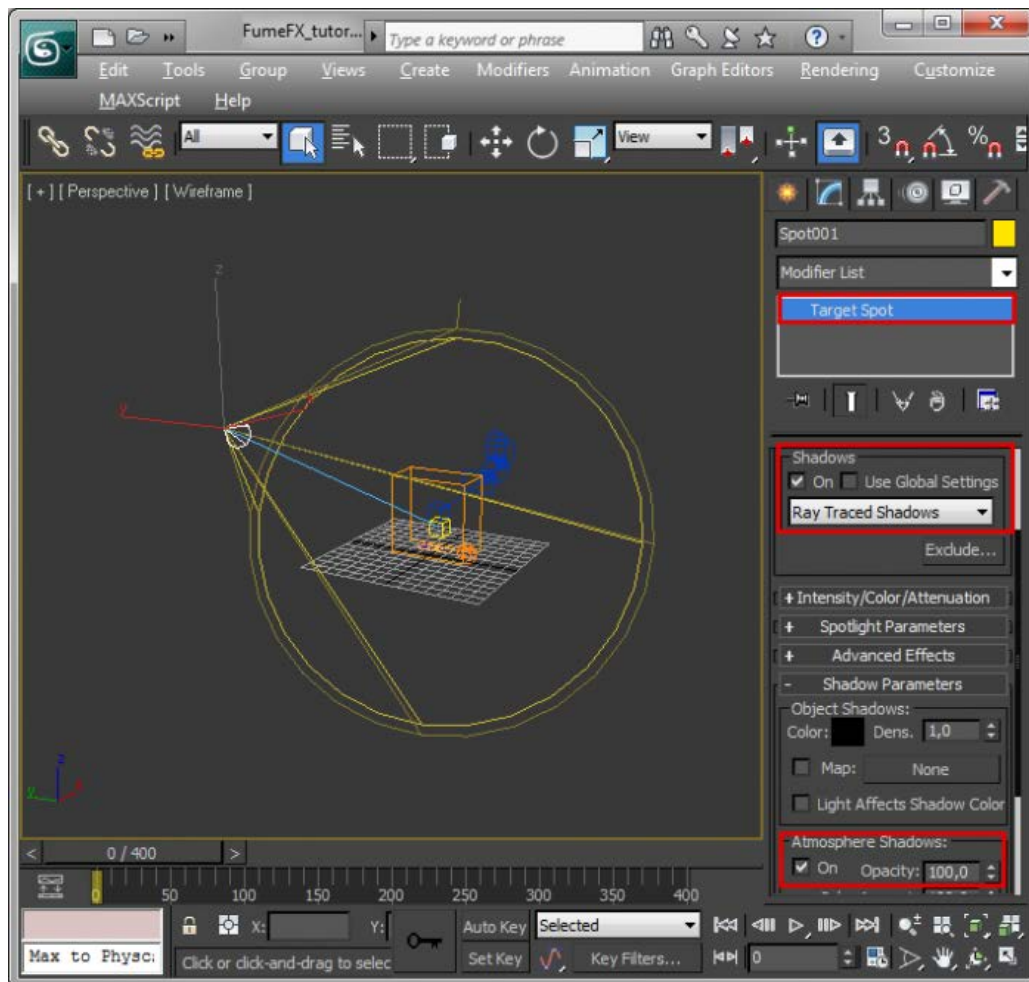 FumeFX_tutor... Type a keyword or phrase
Edit Tools Group Views Create Modifiers Animation Graph Editors Rendering Customize
MAXScript Help
All View 3 %
[ + ] [ Perspective ] [ Wireframe ]
z
y
x
z
y
x
Spot001
Modifier List
Target Spot
Shadows
On Use Global Settings
Ray Traced Shadows
Exclude...
+ Intensity/Color/Attenuation
+ Spotlight Parameters
+ Advanced Effects
- Shadow Parameters
Object Shadows:
Color: Dens. 1,0
Map: None
Light Affects Shadow Color
Atmosphere Shadows:
On Opacity: 100,0
< 0 / 400 >
0 50 100 150 200 250 300 350 400
X: Y: Auto Key Selected
Max to Physc: Click or click-and-drag to selec Set Key Key Filters... 0